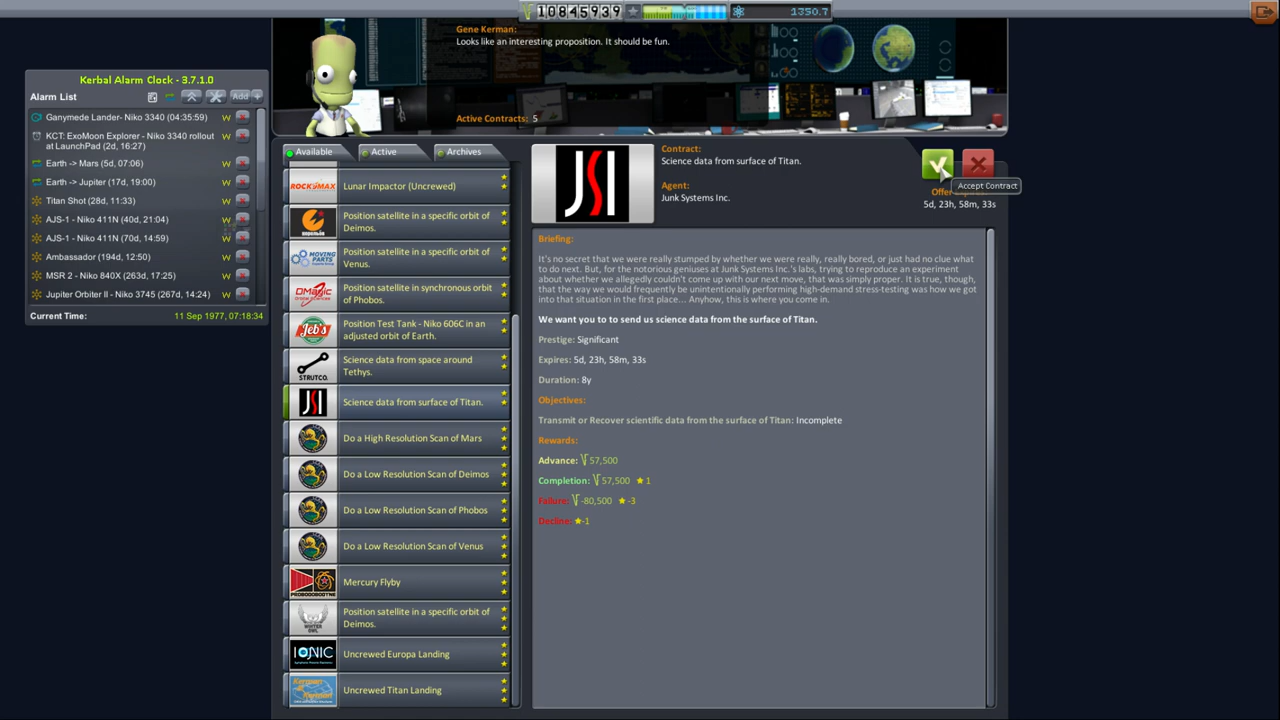 10845939
1350.7
Gene Kerman:
Looks like an interesting proposition. It should be fun.
Active Contracts: 5
Kerbal Alarm Clock - 3.7.1.0
Alarm List
Add
+
Ganymede Lander- Niko 3340 (04:35:59) W
KCT: ExoMoon Explorer - Niko 3340 rollout W
at LaunchPad (2d, 16:27)
Earth -> Mars (5d, 07:06) W
Earth -> Jupiter (17d, 19:00) W
Titan Shot (28d, 11:33) W
AJS-1 - Niko 411N (40d, 21:04) W
AJS-1 - Niko 411N (70d, 14:59) W
Ambassador (194d, 12:50) W
MSR 2 - Niko 840X (263d, 17:25) W
Jupiter Orbiter II - Niko 3745 (267d, 14:24) W
Current Time: 11 Sep 1977, 07:18:34
Available
Active
Archives
ROCKOMAX
Lunar Impactor (Uncrewed)
Position satellite in a specific orbit of
Deimos.
MOVING
PARTS
Position satellite in a specific orbit of
Venus.
DMagic
Position satellite in synchronous orbit
of Phobos.
Jeb's
Position Test Tank - Niko 606C in an
adjusted orbit of Earth.
STRUTCO.
Science data from space around
Tethys.
JSI
Science data from surface of Titan.
Do a High Resolution Scan of Mars
Do a Low Resolution Scan of Deimos
Do a Low Resolution Scan of Phobos
Do a Low Resolution Scan of Venus
Mercury Flyby
WINTER
OWL
Position satellite in a specific orbit of
Deimos.
IONIC
Uncrewed Europa Landing
Uncrewed Titan Landing
JSI
Contract:
Science data from surface of Titan.
Agent:
Junk Systems Inc.
Accept Contract
5d, 23h, 58m, 33s
Briefing:
It's no secret that we were really stumped by whether we were really, really bored, or just had no clue what
to do next. But, for the notorious geniuses at Junk Systems Inc.'s labs, trying to reproduce an experiment
about whether we allegedly couldn't come up with our next move, that was simply proper. It is true, though,
that the way we would frequently be unintentionally performing high-demand stress-testing was how we got
into that situation in the first place... Anyhow, this is where you come in.
We want you to to send us science data from the surface of Titan.
Prestige: Significant
Expires: 5d, 23h, 58m, 33s
Duration: 8y
Objectives:
Transmit or Recover scientific data from the surface of Titan: Incomplete
Rewards:
Advance: 57,500
Completion: 57,500 1
Failure: -80,500 -3
Decline: -1